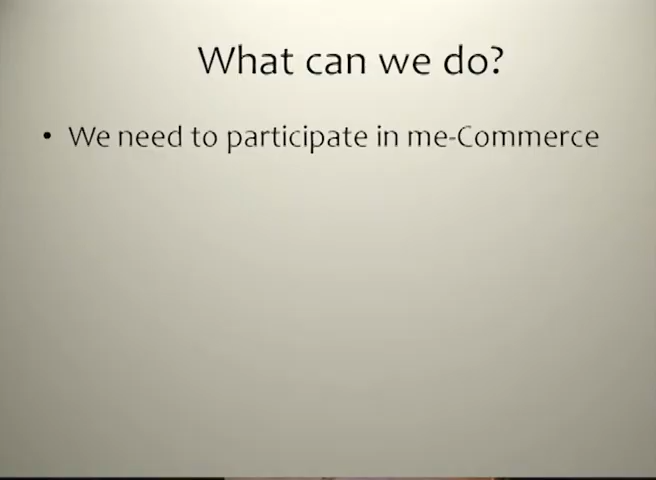 What can we do?
• We need to participate in me-Commerce